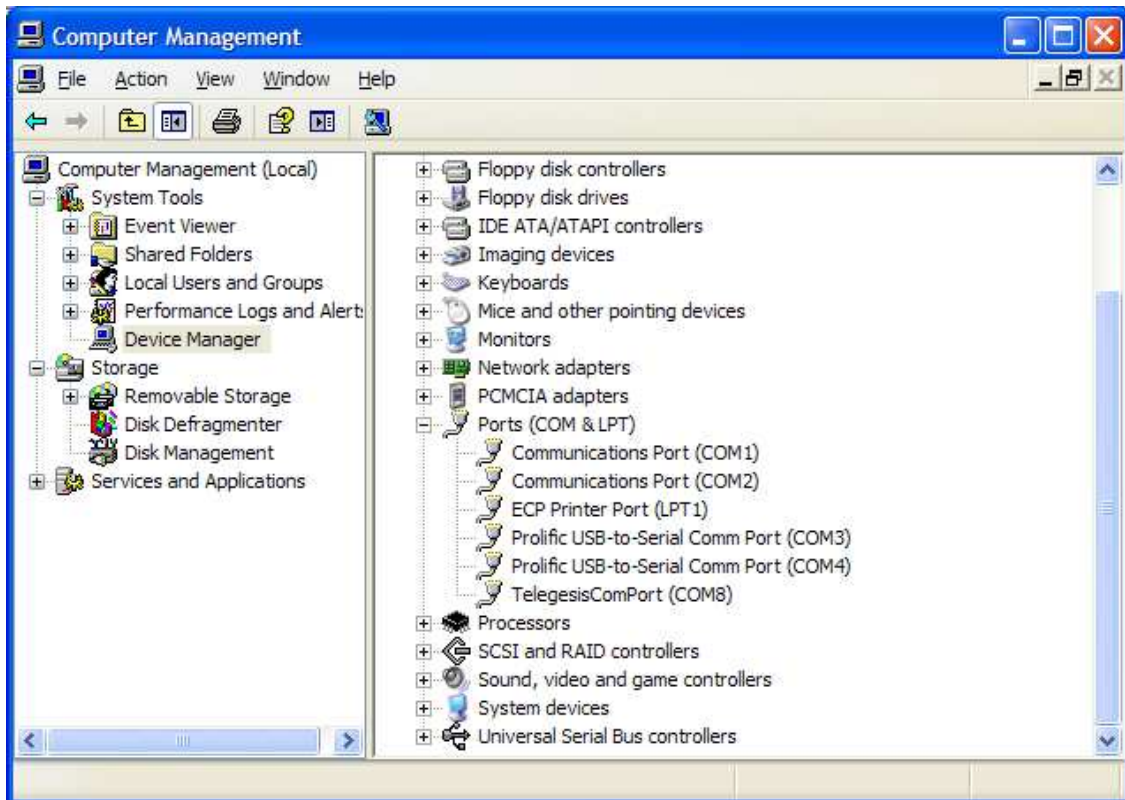 Computer Management
File Action View Window Help
Computer Management (Local)
System Tools
Event Viewer
Shared Folders
Local Users and Groups
Performance Logs and Alert
Device Manager
Storage
Removable Storage
Disk Defragmenter
Disk Management
Services and Applications
Floppy disk controllers
Floppy disk drives
IDE ATA/ATAPI controllers
Imaging devices
Keyboards
Mice and other pointing devices
Monitors
Network adapters
PCMCIA adapters
Ports (COM & LPT)
Communications Port (COM1)
Communications Port (COM2)
ECP Printer Port (LPT1)
Prolific USB-to-Serial Comm Port (COM3)
Prolific USB-to-Serial Comm Port (COM4)
TelegesisComPort (COM8)
Processors
SCSI and RAID controllers
Sound, video and game controllers
System devices
Universal Serial Bus controllers